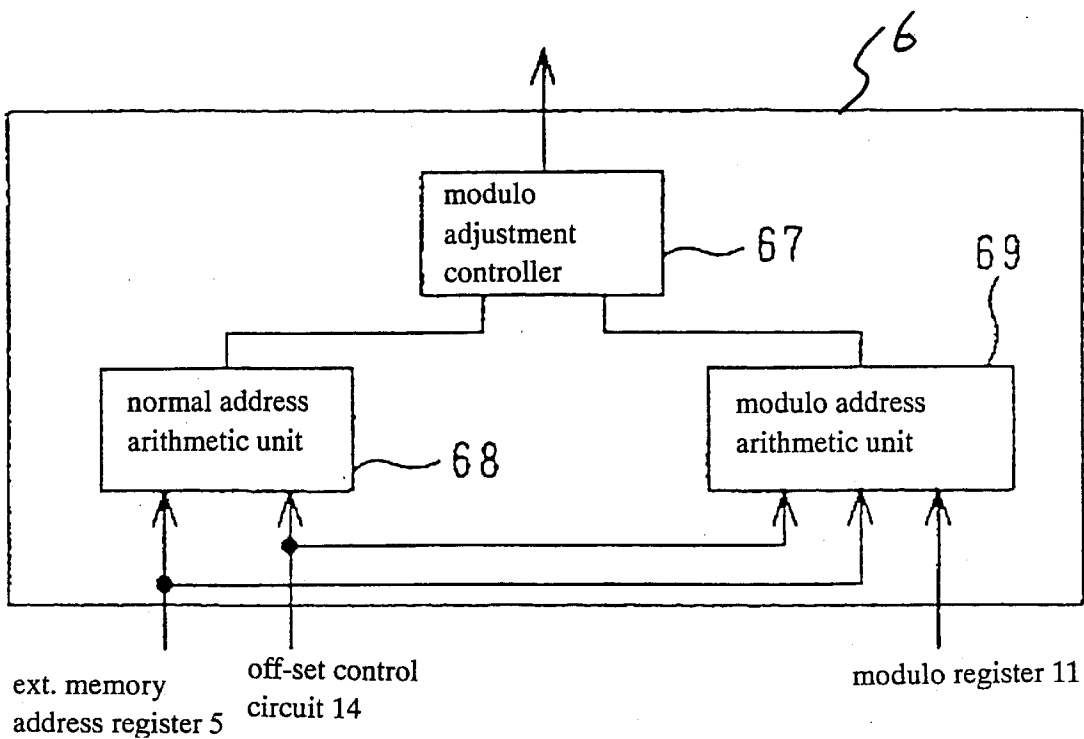 6
modulo
adjustment
controller
67
69
normal address
arithmetic unit
68
modulo address
arithmetic unit
ext. memory
address register 5
off-set control
circuit 14
modulo register 11